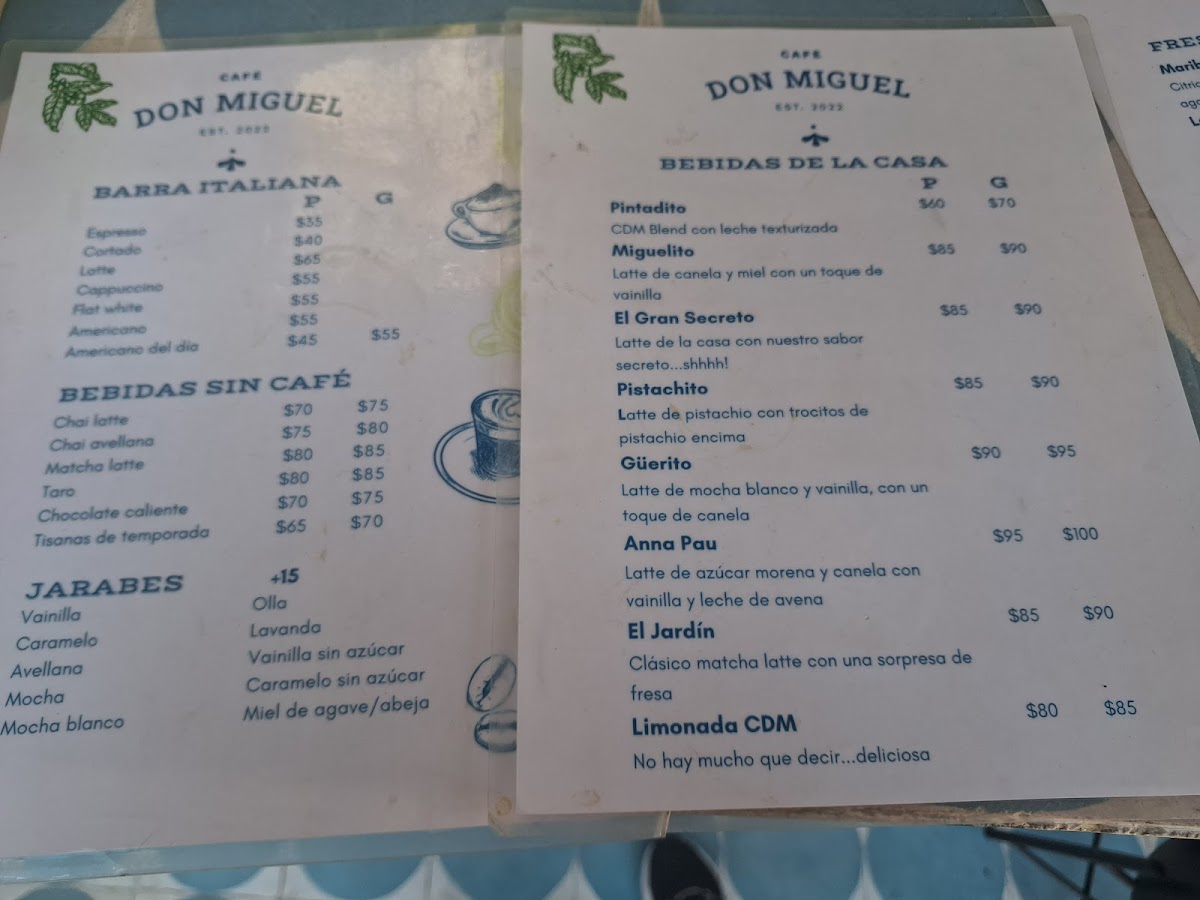 CAFÉ
DON MIGUEL
EST. 2022
BARRA ITALIANA
P G
Espresso $35
Cortado $40
Latte $65
Cappuccino $55
Flat white $55
Americano $55
Americano del día $45 $55
BEBIDAS SIN CAFÉ
Chai latte $70 $75
Chai avellana $75 $80
Matcha latte $80 $85
Taro $80 $85
Chocolate caliente $70 $75
Tisanas de temporada $65 $70
JARABES +15
Vainilla Olla
Caramelo Lavanda
Avellana Vainilla sin azúcar
Mocha Caramelo sin azúcar
Mocha blanco Miel de agave/abeja
CAFÉ
DON MIGUEL
EST. 2022
BEBIDAS DE LA CASA
P G
Pintadito $60 $70
CDM Blend con leche texturizada
Miguelito $85 $90
Latte de canela y miel con un toque de
vainilla
El Gran Secreto $85 $90
Latte de la casa con nuestro sabor
secreto...shhhh!
Pistachito $85 $90
Latte de pistachio con trocitos de
pistachio encima
Güerito $90 $95
Latte de mocha blanco y vainilla, con un
toque de canela
Anna Pau $95 $100
Latte de azúcar morena y canela con
vainilla y leche de avena
El Jardín $85 $90
Clásico matcha latte con una sorpresa de
fresa
Limonada CDM $80 $85
No hay mucho que decir...deliciosa